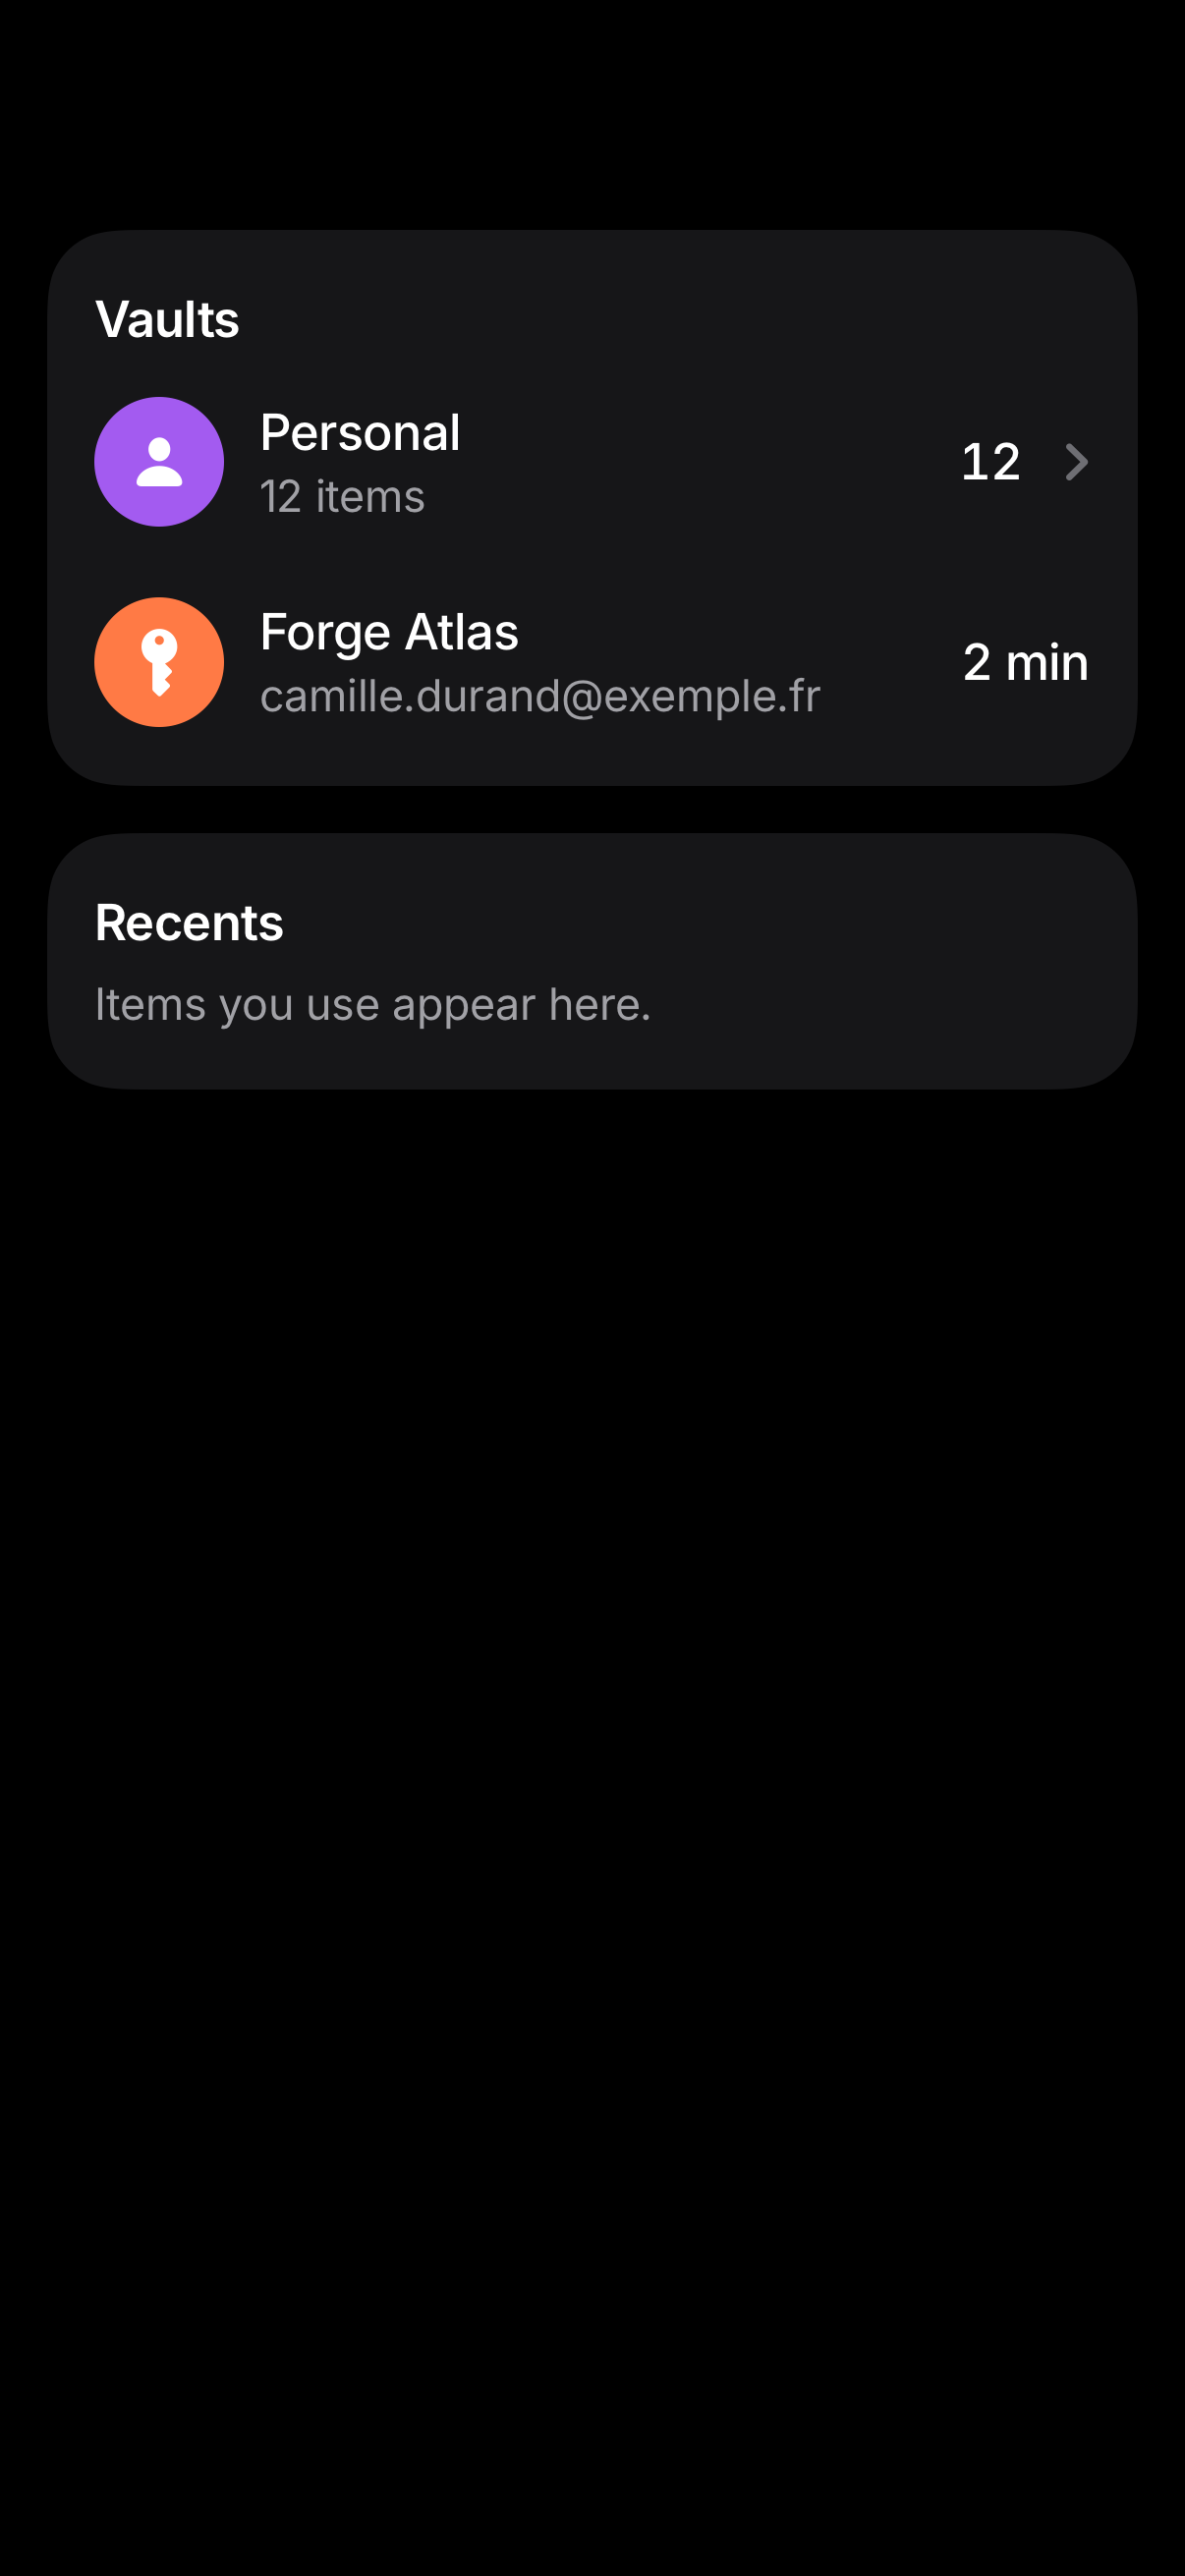 Vaults
Personal
12 items
12
Forge Atlas
camille.durand@exemple.fr
2 min
Recents
Items you use appear here.